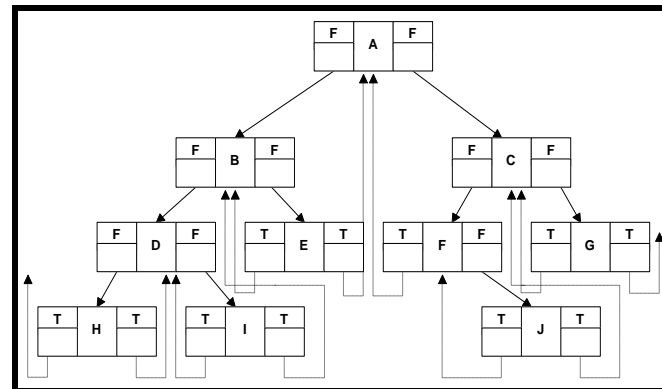 F A F
F B F
F C F
F D F
T E T
T F F
T G T
T H T
T I T
T J T